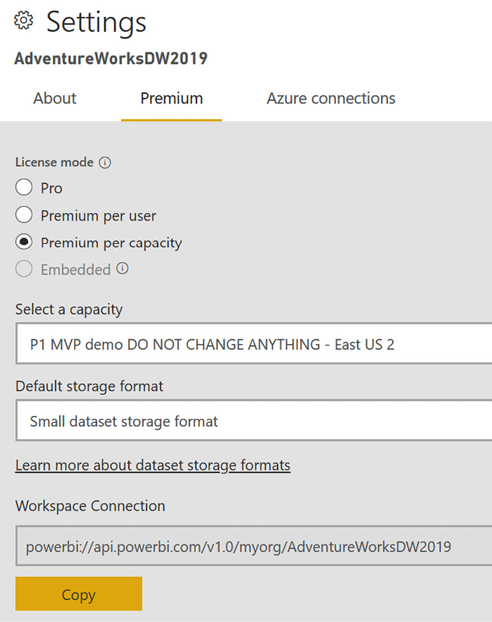 Settings
AdventureWorksDW2019
About Premium Azure connections
License mode
Pro
Premium per user
Premium per capacity
Embedded
Select a capacity
P1 MVP demo DO NOT CHANGE ANYTHING - East US 2
Default storage format
Small dataset storage format
Learn more about dataset storage formats
Workspace Connection
powerbi://api.powerbi.com/v1.0/myorg/AdventureWorksDW2019
Copy